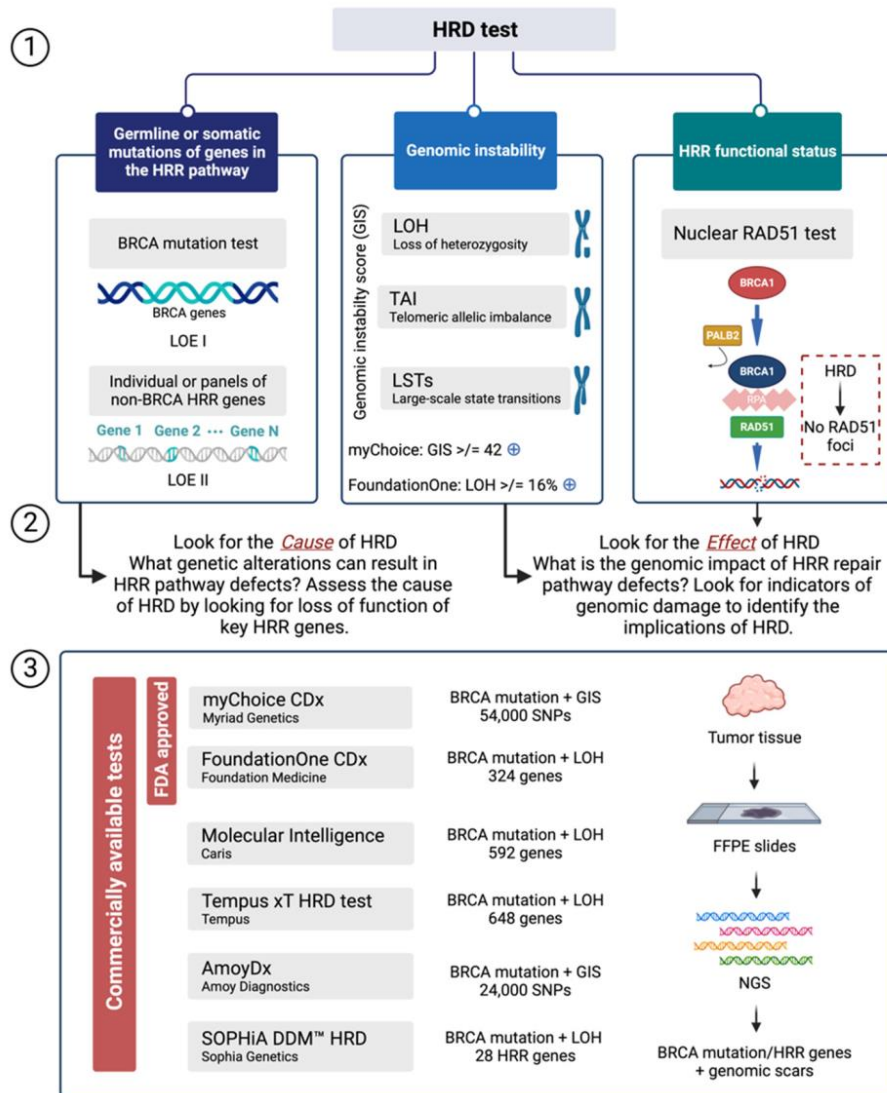 1
HRD test
Germline or somatic
mutations of genes in
the HRR pathway
BRCA mutation test
BRCA genes
LOE I
Individual or panels of
non-BRCA HRR genes
Gene 1 Gene 2 ··· Gene N
LOE II
Genomic instability
Genomic instabilty score (GIS)
LOH
Loss of heterozygosity
TAI
Telomeric allelic imbalance
LSTs
Large-scale state transitions
myChoice: GIS >/= 42 ⊕
FoundationOne: LOH >/= 16% ⊕
HRR functional status
Nuclear RAD51 test
BRCA1
PALB2
BRCA1
RPA
RAD51
HRD
No RAD51
foci
2
Look for the Cause of HRD
What genetic alterations can result in
HRR pathway defects? Assess the cause
of HRD by looking for loss of function of
key HRR genes.
Look for the Effect of HRD
What is the genomic impact of HRR repair
pathway defects? Look for indicators of
genomic damage to identify the
implications of HRD.
3
Commercially available tests
FDA approved
myChoice CDx
Myriad Genetics
BRCA mutation + GIS
54,000 SNPs
FoundationOne CDx
Foundation Medicine
BRCA mutation + LOH
324 genes
Molecular Intelligence
Caris
BRCA mutation + LOH
592 genes
Tempus xT HRD test
Tempus
BRCA mutation + LOH
648 genes
AmoyDx
Amoy Diagnostics
BRCA mutation + GIS
24,000 SNPs
SOPHiA DDM™ HRD
Sophia Genetics
BRCA mutation + LOH
28 HRR genes
Tumor tissue
FFPE slides
NGS
BRCA mutation/HRR genes
+ genomic scars